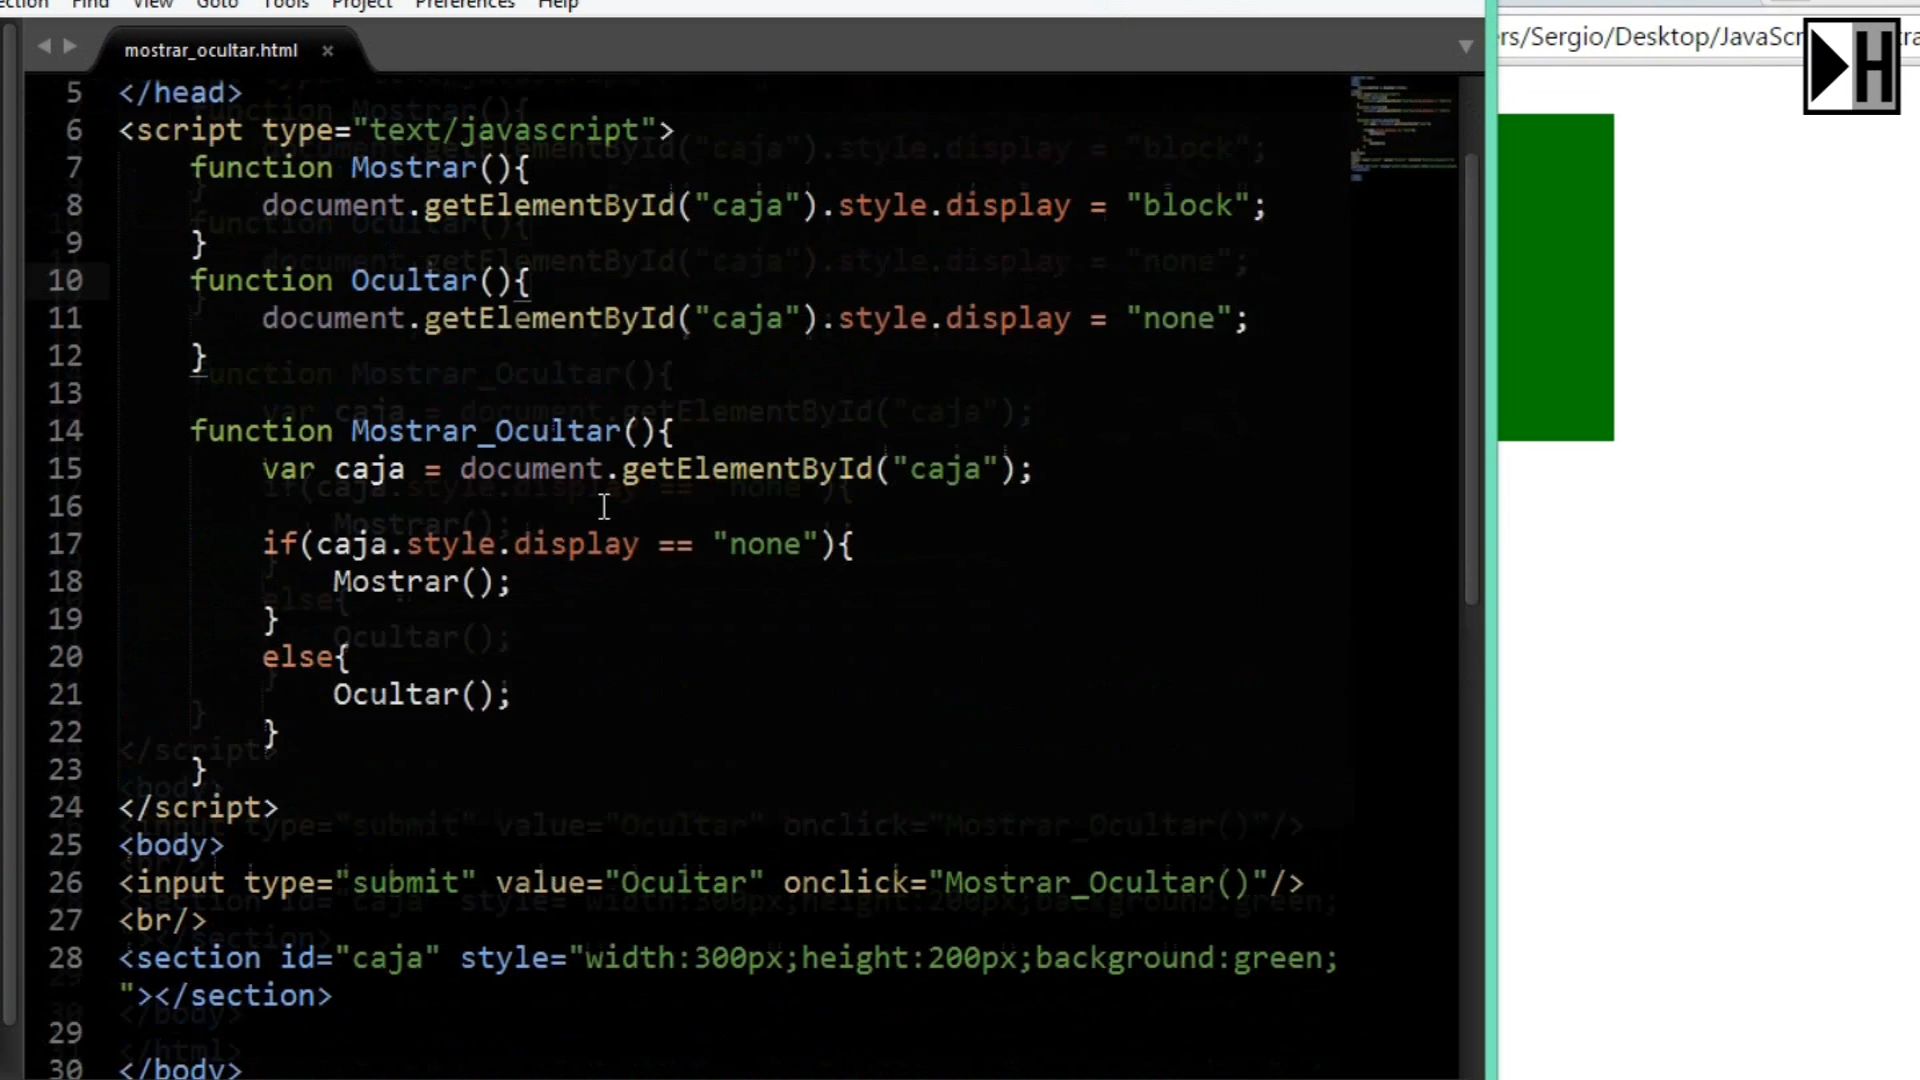 ection Find View Goto Tools Project Preferences Help
mostrar_ocultar.html ×
ers/Sergio/Desktop/JavaScr
H
5 </head>
6 <script type="text/javascript">
7 function Mostrar(){
8 document.getElementById("caja").style.display = "block";
9 }
10 function Ocultar(){
11 document.getElementById("caja").style.display = "none";
12 }
13
14 function Mostrar_Ocultar(){
15 var caja = document.getElementById("caja");
16
17 if(caja.style.display == "none"){
18 Mostrar();
19 }
20 else{
21 Ocultar();
22 }
23 }
24 </script>
25 <body>
26 <input type="submit" value="Ocultar" onclick="Mostrar_Ocultar()"/>
27 <br/>
28 <section id="caja" style="width:300px;height:200px;background:green;
"></section>
29
30 </body>